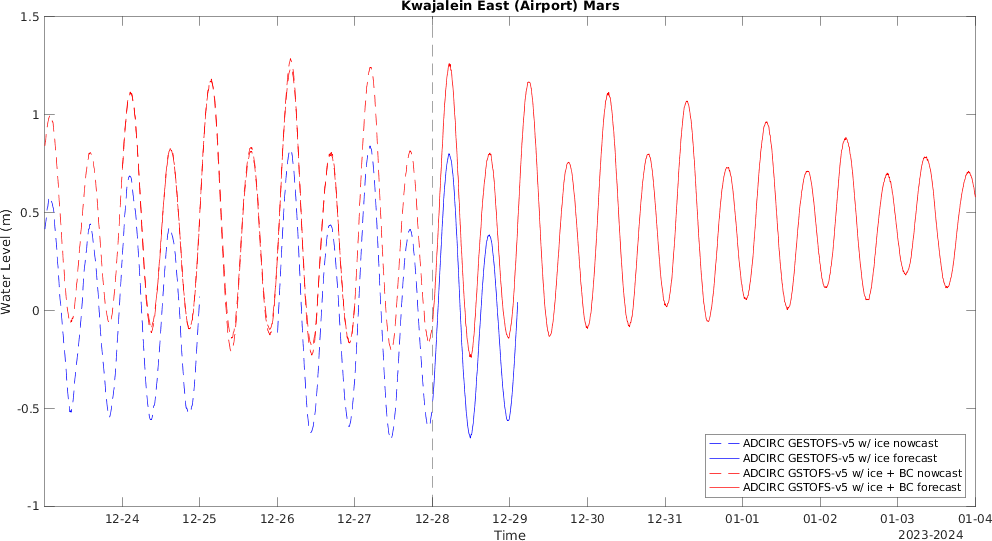 Kwajalein East (Airport) Mars
1.5
1
0.5
0
-0.5
-1
Water Level (m)
12-24
12-25
12-26
12-27
12-28
12-29
12-30
12-31
01-01
01-02
01-03
01-04
Time
2023-2024
ADCIRC GESTOFS-v5 w/ ice nowcast
ADCIRC GESTOFS-v5 w/ ice forecast
ADCIRC GSTOFS-v5 w/ ice + BC nowcast
ADCIRC GSTOFS-v5 w/ ice + BC forecast